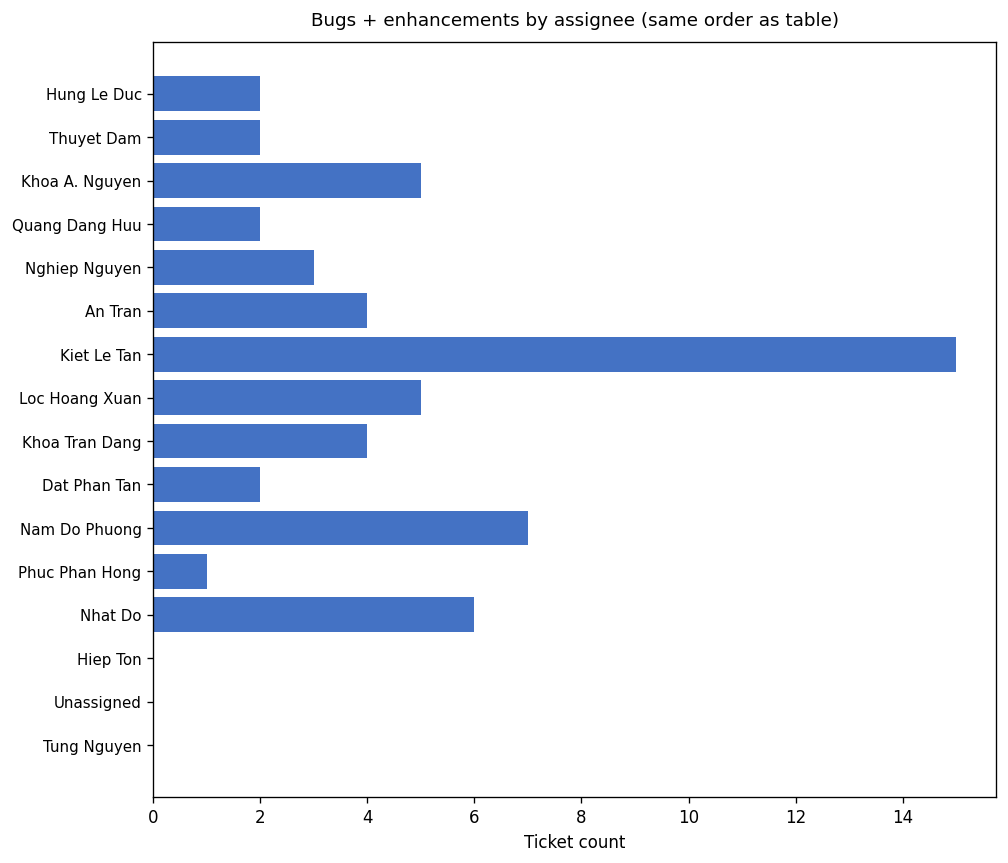 Bugs + enhancements by assignee (same order as table)
Hung Le Duc
Thuyet Dam
Khoa A. Nguyen
Quang Dang Huu
Nghiep Nguyen
An Tran
Kiet Le Tan
Loc Hoang Xuan
Khoa Tran Dang
Dat Phan Tan
Nam Do Phuong
Phuc Phan Hong
Nhat Do
Hiep Ton
Unassigned
Tung Nguyen
0 2 4 6 8 10 12 14
Ticket count